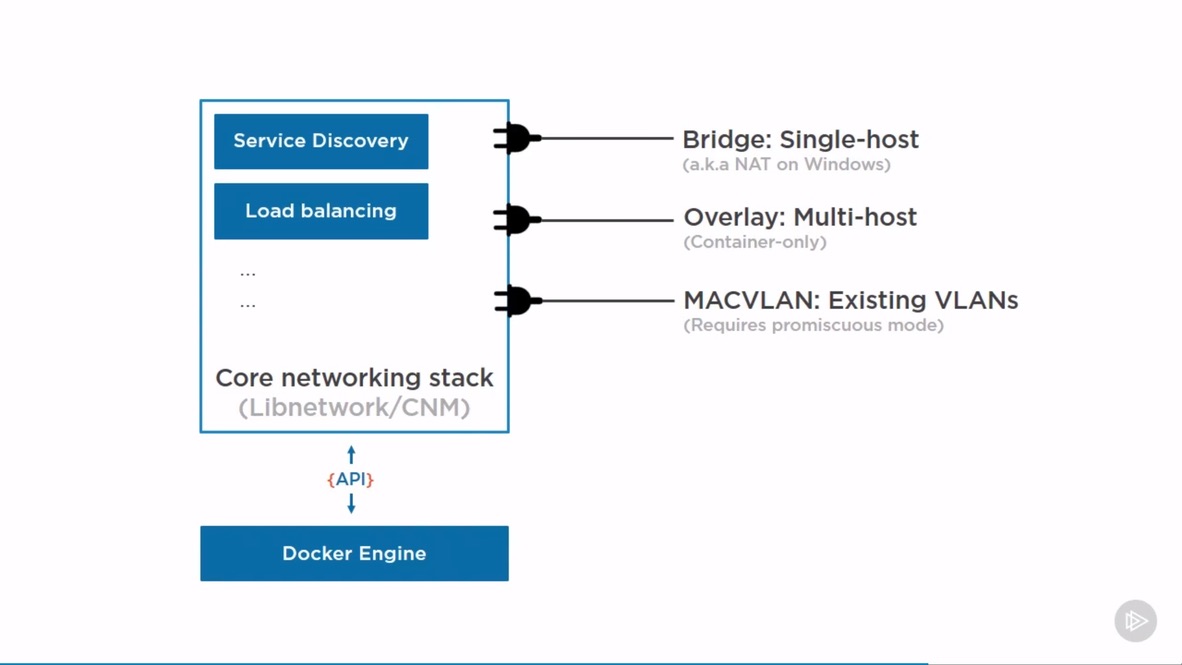 Service Discovery
Load balancing
...
...
Core networking stack
(Libnetwork/CNM)
{API}
Docker Engine
Bridge: Single-host
(a.k.a NAT on Windows)
Overlay: Multi-host
(Container-only)
MACVLAN: Existing VLANs
(Requires promiscuous mode)